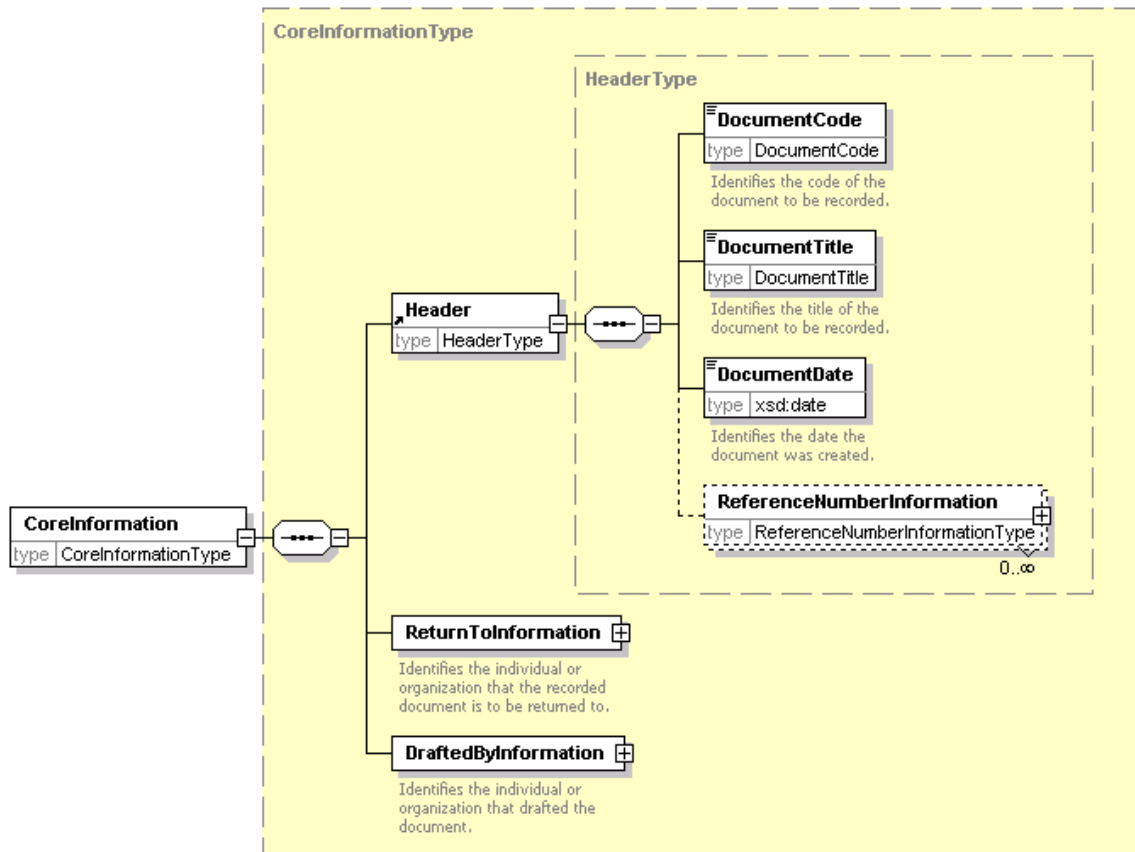 CoreInformationType
HeaderType
DocumentCode
type DocumentCode
Identifies the code of the
document to be recorded.
DocumentTitle
type DocumentTitle
Identifies the title of the
document to be recorded.
Header
type HeaderType
DocumentDate
type xsd:date
Identifies the date the
document was created.
ReferenceNumberInformation
type ReferenceNumberInformationType
0..∞
CoreInformation
type CoreInformationType
ReturnToInformation
Identifies the individual or
organization that the recorded
document is to be returned to.
DraftedByInformation
Identifies the individual or
organization that drafted the
document.